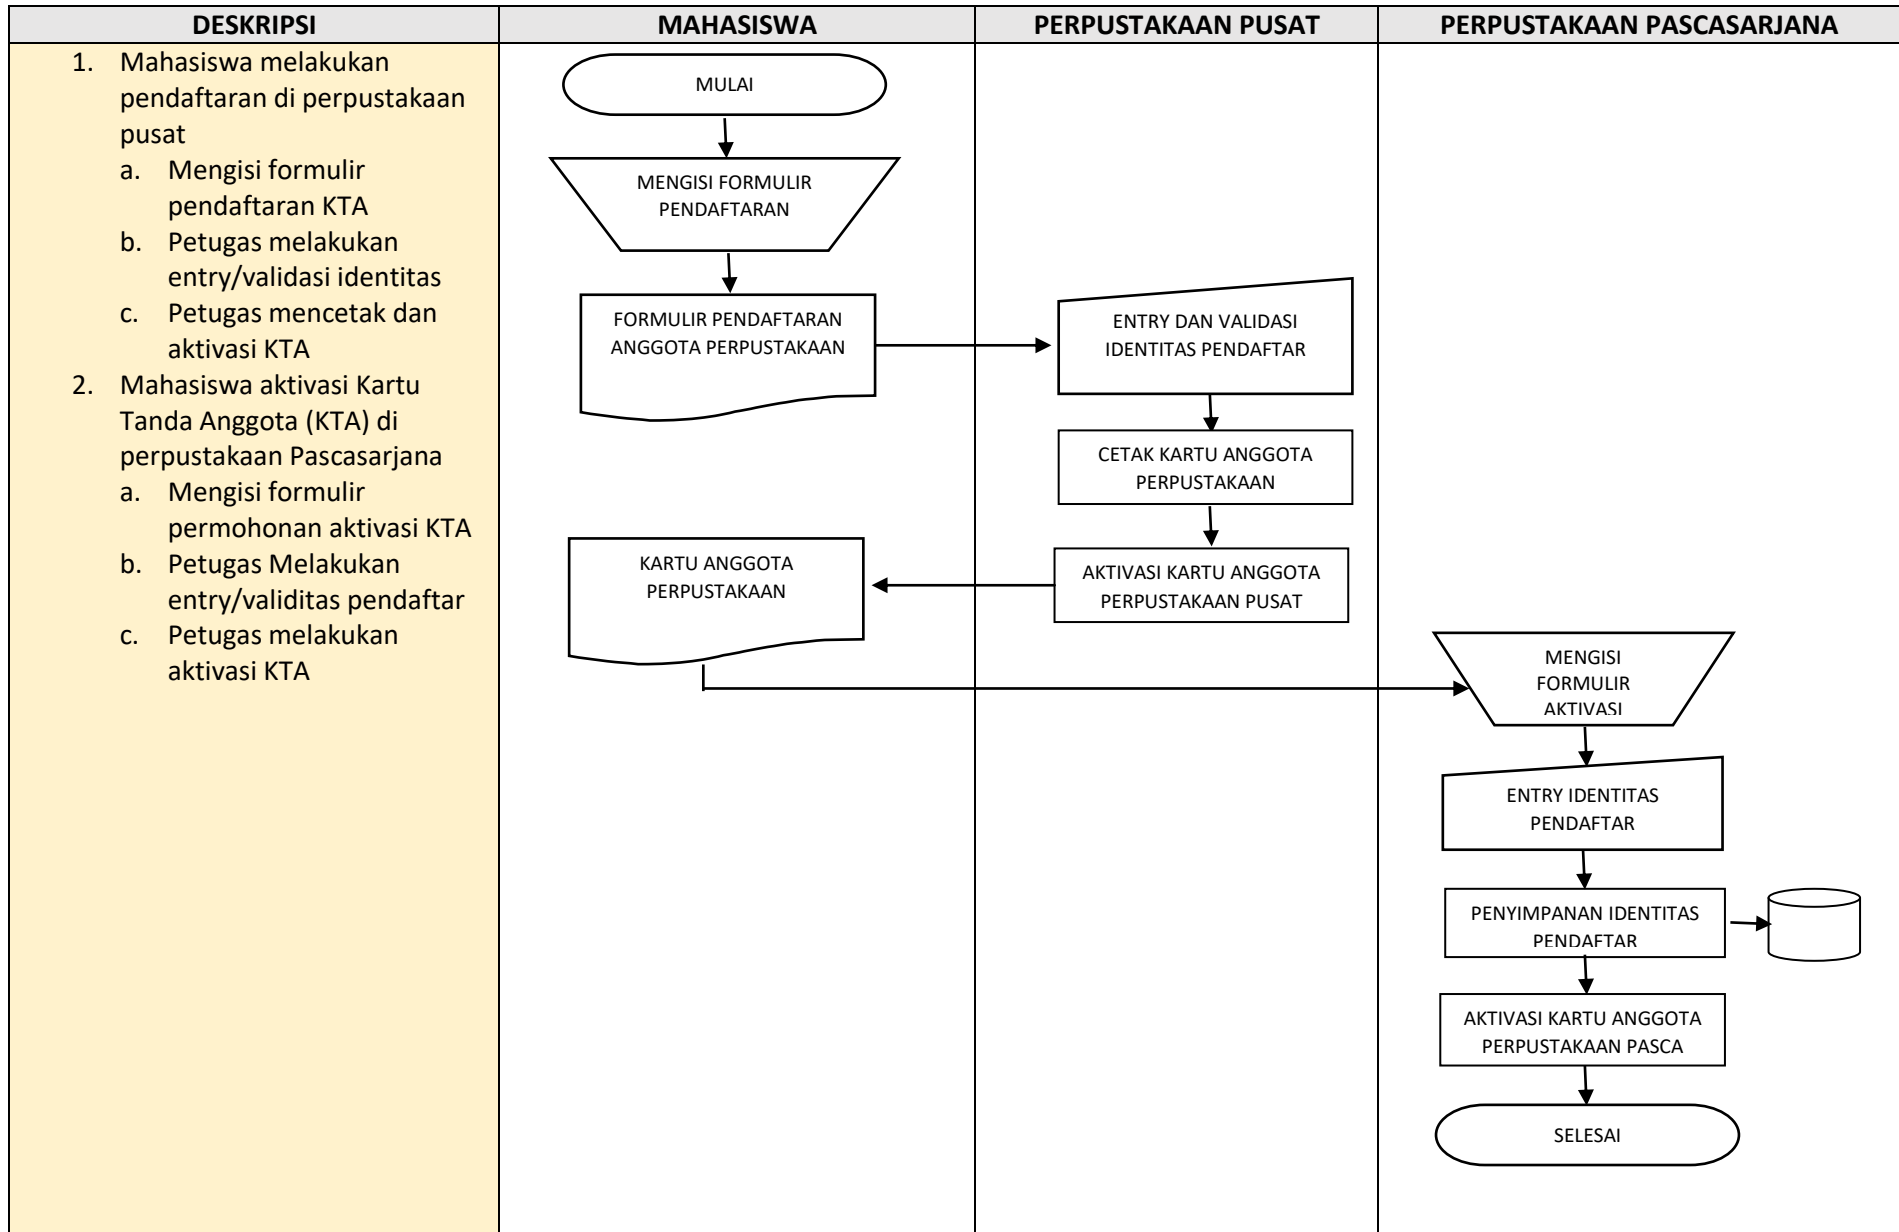 DESKRIPSI
MAHASISWA
PERPUSTAKAAN PUSAT
PERPUSTAKAAN PASCASARJANA
1. Mahasiswa melakukan
pendaftaran di perpustakaan
pusat
a. Mengisi formulir
pendaftaran KTA
b. Petugas melakukan
entry/validasi identitas
c. Petugas mencetak dan
aktivasi KTA
2. Mahasiswa aktivasi Kartu
Tanda Anggota (KTA) di
perpustakaan Pascasarjana
a. Mengisi formulir
permohonan aktivasi KTA
b. Petugas Melakukan
entry/validitas pendaftar
c. Petugas melakukan
aktivasi KTA
MULAI
MENGISI FORMULIR
PENDAFTARAN
FORMULIR PENDAFTARAN
ANGGOTA PERPUSTAKAAN
ENTRY DAN VALIDASI
IDENTITAS PENDAFTAR
CETAK KARTU ANGGOTA
PERPUSTAKAAN
AKTIVASI KARTU ANGGOTA
PERPUSTAKAAN PUSAT
KARTU ANGGOTA
PERPUSTAKAAN
MENGISI
FORMULIR
AKTIVASI
ENTRY IDENTITAS
PENDAFTAR
PENYIMPANAN IDENTITAS
PENDAFTAR
AKTIVASI KARTU ANGGOTA
PERPUSTAKAAN PASCA
SELESAI